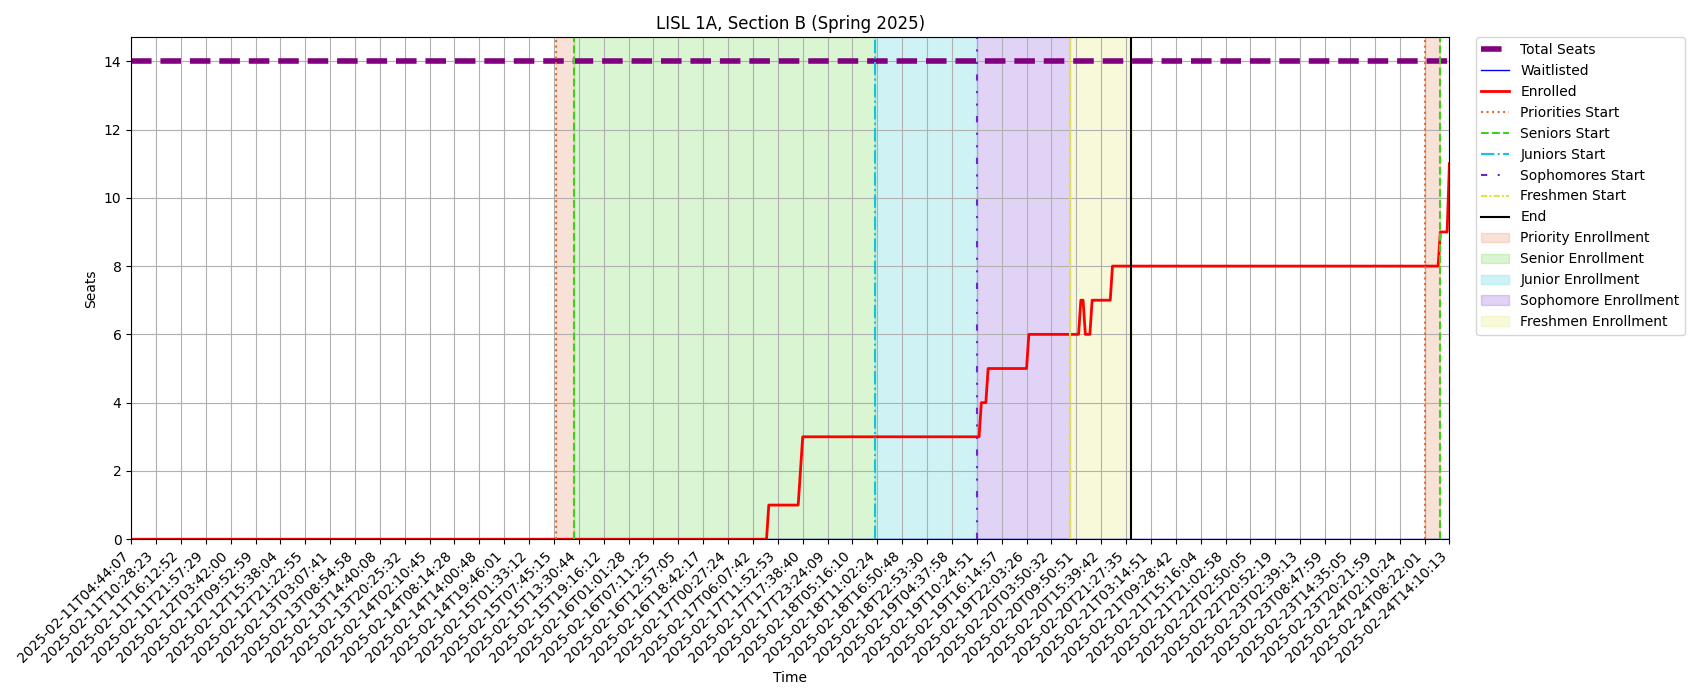 LISL 1A, Section B (Spring 2025)
Total Seats
Waitlisted
Enrolled
Priorities Start
Seniors Start
Juniors Start
Sophomores Start
Freshmen Start
End
Priority Enrollment
Senior Enrollment
Junior Enrollment
Sophomore Enrollment
Freshmen Enrollment
Seats
14
12
10
8
6
4
2
0
2025-02-11T04:44:07
2025-02-11T10:28:23
2025-02-11T16:12:52
2025-02-11T21:57:29
2025-02-12T03:42:00
2025-02-12T09:52:59
2025-02-12T15:38:04
2025-02-12T21:22:55
2025-02-13T03:07:41
2025-02-13T08:54:58
2025-02-13T14:40:08
2025-02-13T20:25:32
2025-02-14T02:10:45
2025-02-14T08:14:28
2025-02-14T14:00:48
2025-02-14T19:46:01
2025-02-15T01:33:12
2025-02-15T07:45:15
2025-02-15T13:30:44
2025-02-15T19:16:12
2025-02-16T01:01:28
2025-02-16T07:11:25
2025-02-16T12:57:05
2025-02-16T18:42:17
2025-02-17T00:27:24
2025-02-17T06:07:42
2025-02-17T11:52:53
2025-02-17T17:38:40
2025-02-17T23:24:09
2025-02-18T05:16:10
2025-02-18T11:02:24
2025-02-18T16:50:48
2025-02-18T22:53:30
2025-02-19T04:37:58
2025-02-19T10:24:51
2025-02-19T16:14:57
2025-02-19T22:03:26
2025-02-20T03:50:32
2025-02-20T09:50:51
2025-02-20T15:39:42
2025-02-20T21:27:35
2025-02-21T03:14:51
2025-02-21T09:28:42
2025-02-21T15:16:04
2025-02-21T21:02:58
2025-02-22T02:50:05
2025-02-22T20:52:19
2025-02-23T02:39:13
2025-02-23T08:47:59
2025-02-23T14:35:05
2025-02-23T20:21:59
2025-02-24T02:10:24
2025-02-24T08:22:01
2025-02-24T14:10:13
Time